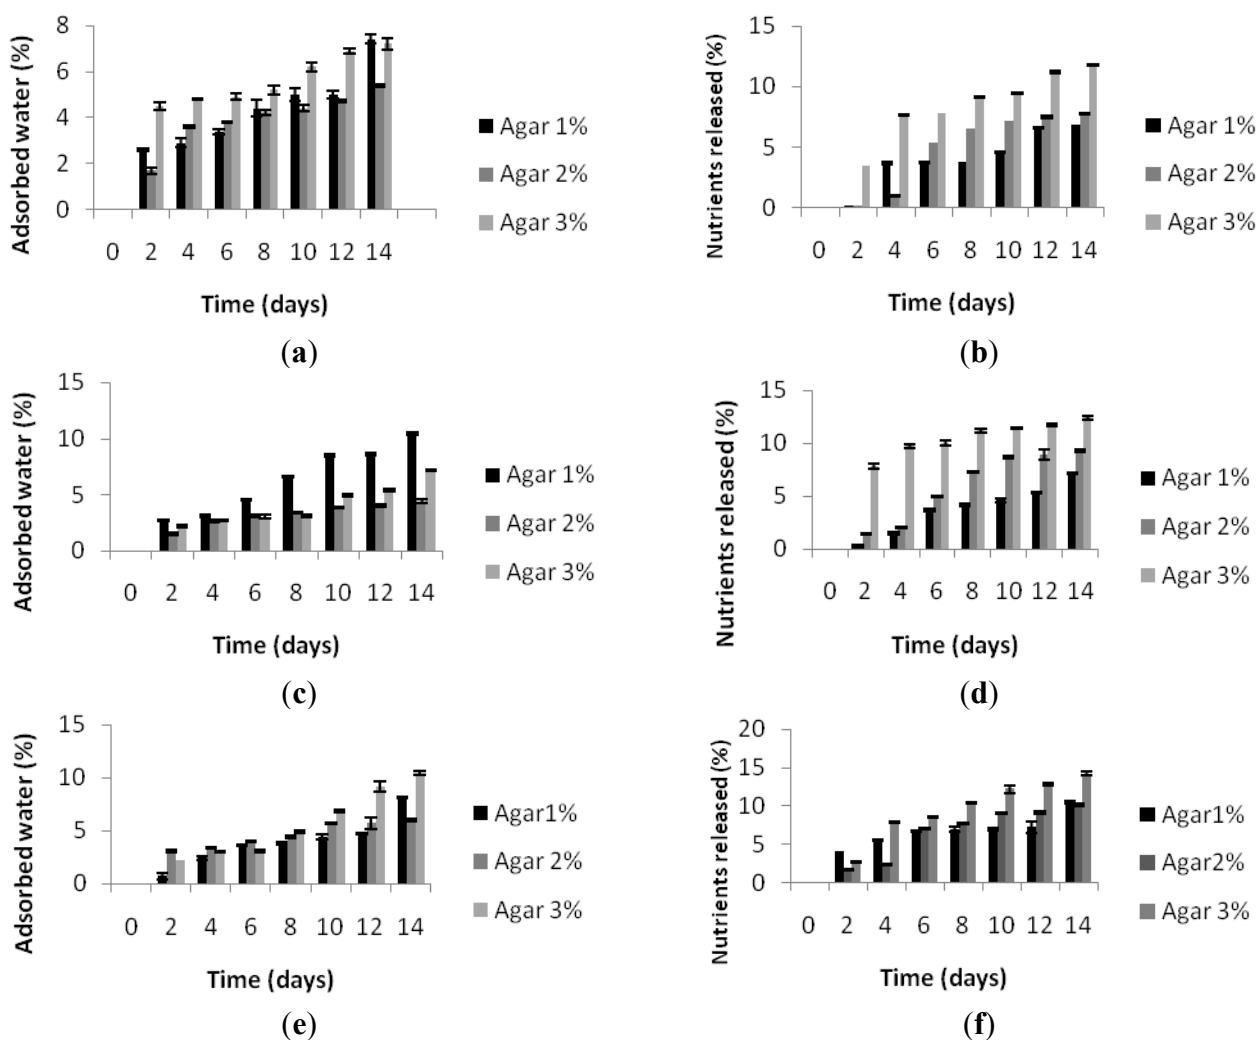 Adsorbed water (%)
8
6
4
2
0
0 2 4 6 8 10 12 14
Time (days)
Agar 1%
Agar 2%
Agar 3%
(a)
Nutrients released (%)
15
10
5
0
0 2 4 6 8 10 12 14
Time (days)
Agar 1%
Agar 2%
Agar 3%
(b)
Adsorbed water (%)
15
10
5
0
0 2 4 6 8 10 12 14
Time (days)
Agar 1%
Agar 2%
Agar 3%
(c)
Nutrients released (%)
15
10
5
0
0 2 4 6 8 10 12 14
Time (days)
Agar 1%
Agar 2%
Agar 3%
(d)
Adsorbed water (%)
15
10
5
0
0 2 4 6 8 10 12 14
Time (days)
Agar1%
Agar 2%
Agar 3%
(e)
Nutrients released (%)
20
15
10
5
0
0 2 4 6 8 10 12 14
Time (days)
Agar1%
Agar2%
Agar 3%
(f)